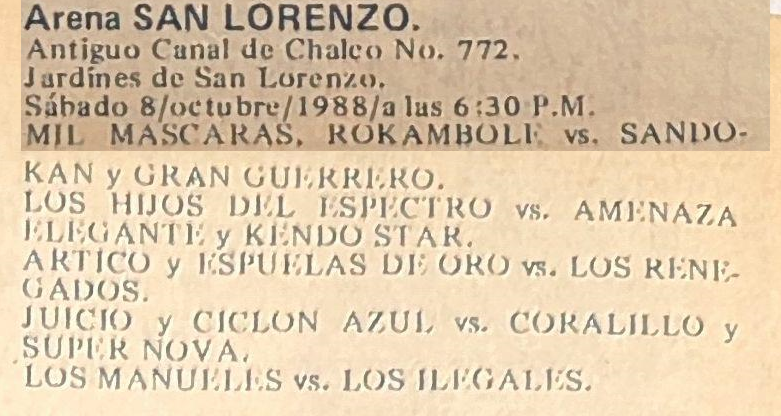 Arena SAN LORENZO.
Antiguo Canal de Chalco No. 772.
Jardínes de San Lorenzo.
Sábado 8/octubre/1988/a las 6:30 P.M.
MIL MASCARAS, ROKAMBOLE vs. SANDO-
KAN y GRAN GUERRERO.
LOS HIJOS DEL ESPECTRO vs. AMENAZA
ELEGANTE y KENDO STAR.
ARTICO y ESPUELAS DE ORO vs. LOS RENE-
GADOS.
JUICIO y CICLON AZUL vs. CORALILLO y
SUPER NOVA.
LOS MANUELES vs. LOS ILEGALES.